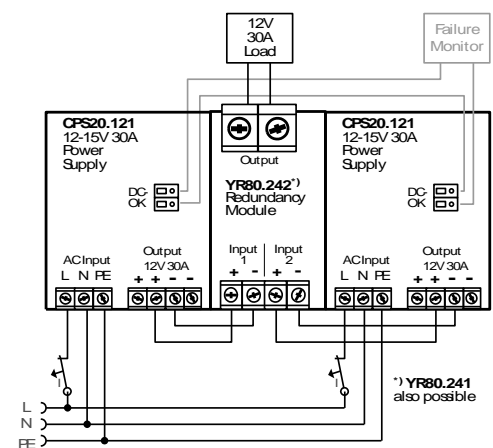 12V
30A
Load
Failure
Monitor
CPS20.121
12-15V 30A
Power
Supply
DC-
OK
AC Input
L N PE
Output
12V 30A
+ + - -
Output
YR80.242*)
Redundancy
Module
Input
1
Input
2
+ - + -
CPS20.121
12-15V 30A
Power
Supply
DC-
OK
AC Input
L N PE
Output
12V 30A
+ + - -
I
I
*) YR80.241
also possible
L
N
PE